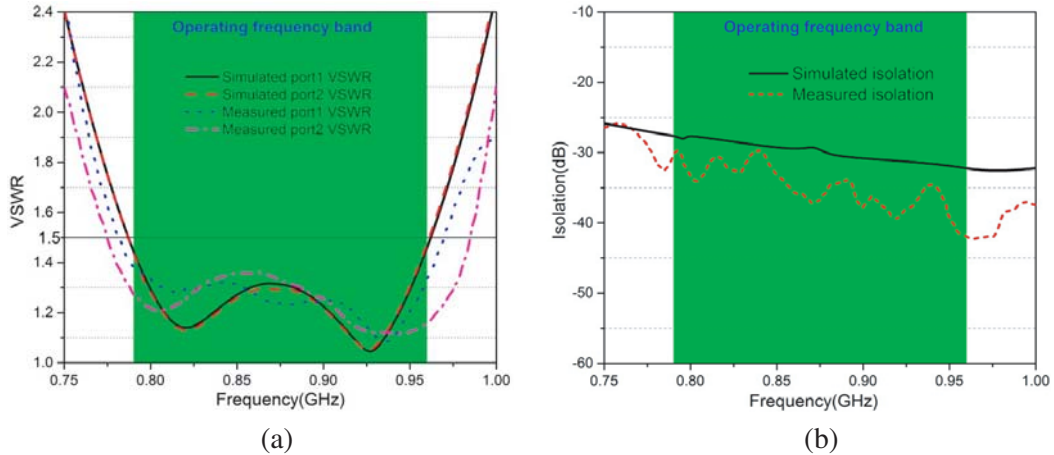 Operating frequency band
Simulated port1 VSWR
Simulated port2 VSWR
Measured port1 VSWR
Measured port2 VSWR
VSWR
2.4
2.2
2.0
1.8
1.6
1.5
1.4
1.2
1.0
0.75 0.80 0.85 0.90 0.95 1.00
Frequency(GHz)
(a)
Operating frequency band
Simulated isolation
Measured isolation
Isolation(dB)
-10
-20
-30
-40
-50
-60
0.75 0.80 0.85 0.90 0.95 1.00
Frequency(GHz)
(b)